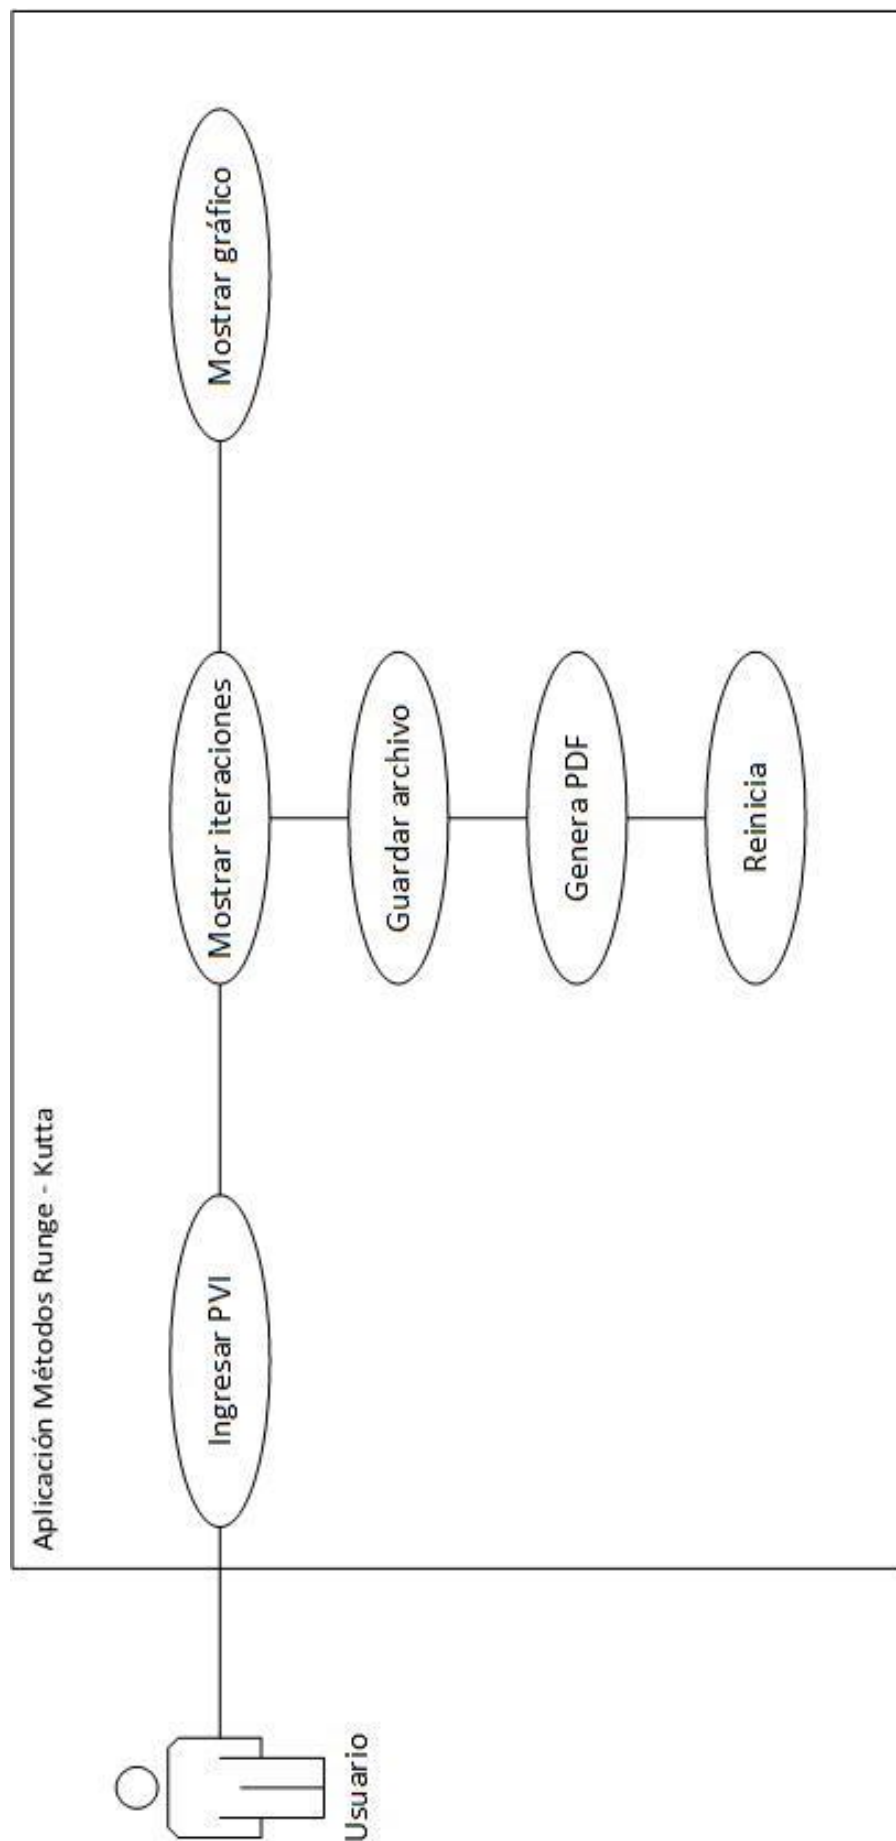 Aplicación Métodos Runge - Kutta
Usuario
Ingresar PVI
Mostrar iteraciones
Mostrar gráfico
Guardar archivo
Genera PDF
Reinicia